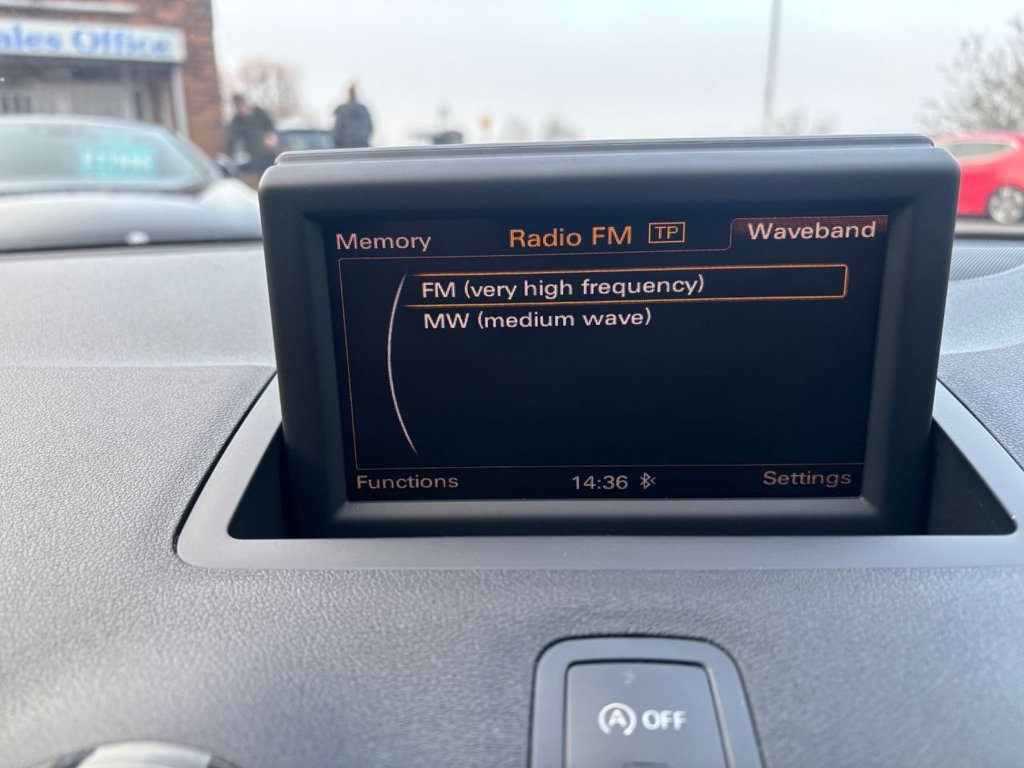 ales Office
Memory
Radio FM TP
Waveband
FM (very high frequency)
MW (medium wave)
Functions
14:36
Settings
A OFF